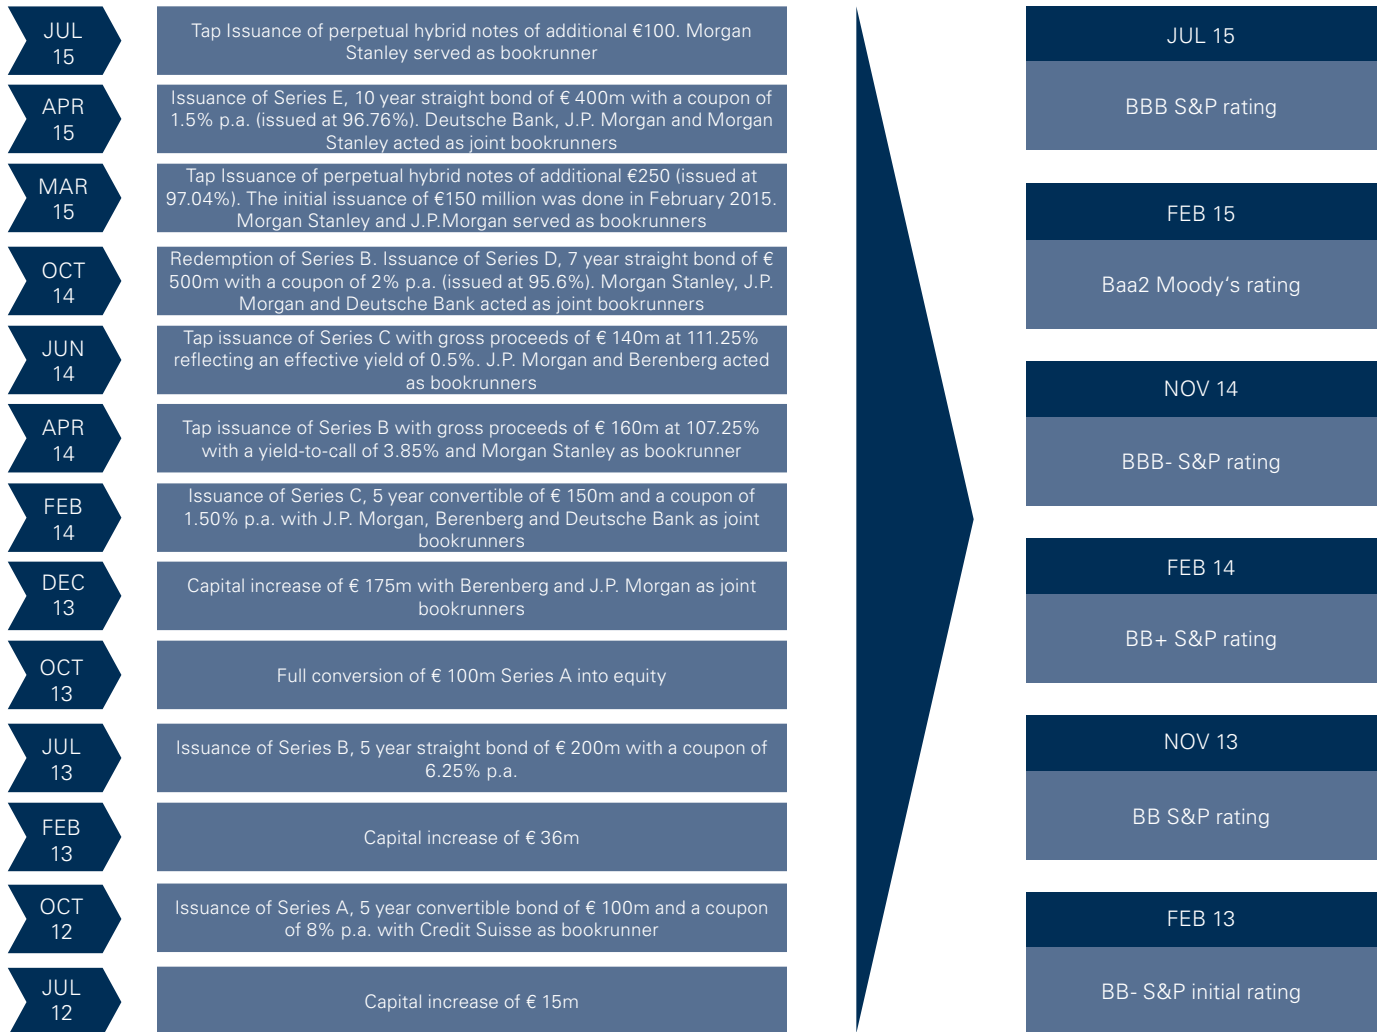 JUL
15
Tap Issuance of perpetual hybrid notes of additional €100. Morgan
Stanley served as bookrunner
APR
15
Issuance of Series E, 10 year straight bond of € 400m with a coupon of
1.5% p.a. (issued at 96.76%). Deutsche Bank, J.P. Morgan and Morgan
Stanley acted as joint bookrunners
MAR
15
Tap Issuance of perpetual hybrid notes of additional €250 (issued at
97.04%). The initial issuance of €150 million was done in February 2015.
Morgan Stanley and J.P.Morgan served as bookrunners
OCT
14
Redemption of Series B. Issuance of Series D, 7 year straight bond of €
500m with a coupon of 2% p.a. (issued at 95.6%). Morgan Stanley, J.P.
Morgan and Deutsche Bank acted as joint bookrunners
JUN
14
Tap issuance of Series C with gross proceeds of € 140m at 111.25%
reflecting an effective yield of 0.5%. J.P. Morgan and Berenberg acted
as bookrunners
APR
14
Tap issuance of Series B with gross proceeds of € 160m at 107.25%
with a yield-to-call of 3.85% and Morgan Stanley as bookrunner
FEB
14
Issuance of Series C, 5 year convertible of € 150m and a coupon of
1.50% p.a. with J.P. Morgan, Berenberg and Deutsche Bank as joint
bookrunners
DEC
13
Capital increase of € 175m with Berenberg and J.P. Morgan as joint
bookrunners
OCT
13
Full conversion of € 100m Series A into equity
JUL
13
Issuance of Series B, 5 year straight bond of € 200m with a coupon of
6.25% p.a.
FEB
13
Capital increase of € 36m
OCT
12
Issuance of Series A, 5 year convertible bond of € 100m and a coupon
of 8% p.a. with Credit Suisse as bookrunner
JUL
12
Capital increase of € 15m
JUL 15
BBB S&P rating
FEB 15
Baa2 Moody‘s rating
NOV 14
BBB- S&P rating
FEB 14
BB+ S&P rating
NOV 13
BB S&P rating
FEB 13
BB- S&P initial rating